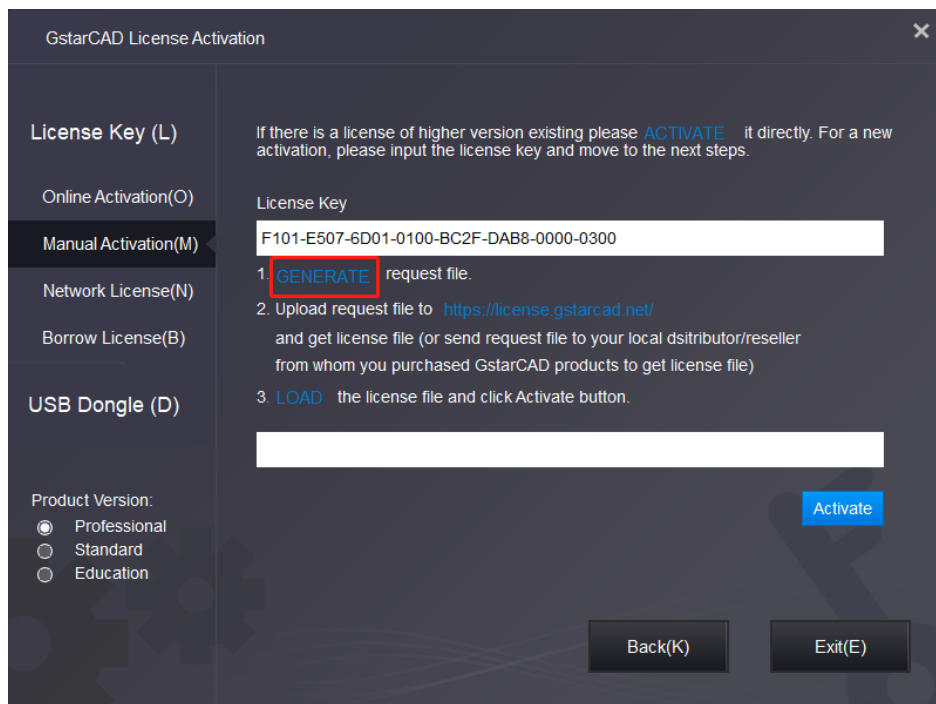 GstarCAD License Activation
License Key (L)
Online Activation(O)
Manual Activation(M)
Network License(N)
Borrow License(B)
USB Dongle (D)
Product Version:
Professional
Standard
Education
If there is a license of higher version existing please ACTIVATE it directly. For a new
activation, please input the license key and move to the next steps.
License Key
F101-E507-6D01-0100-BC2F-DAB8-0000-0300
1. GENERATE request file.
2. Upload request file to https://license.gstarcad.net/
and get license file (or send request file to your local dsitributor/reseller
from whom you purchased GstarCAD products to get license file)
3. LOAD the license file and click Activate button.
Activate
Back(K)
Exit(E)